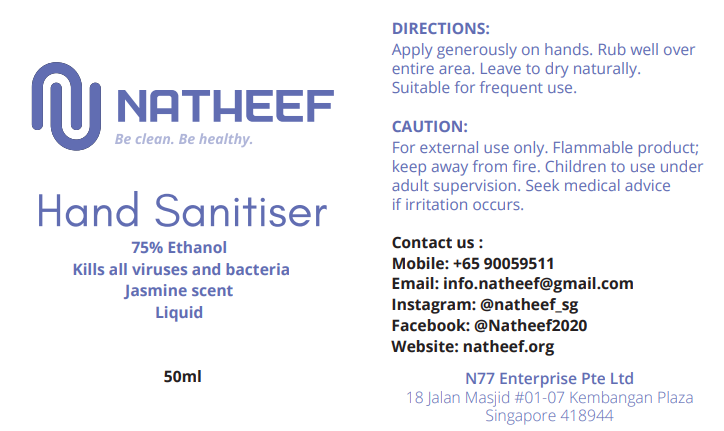 NATHEEF
Be clean. Be healthy.
Hand Sanitiser
75% Ethanol
Kills all viruses and bacteria
Jasmine scent
Liquid
50ml
DIRECTIONS:
Apply generously on hands. Rub well over
entire area. Leave to dry naturally.
Suitable for frequent use.
CAUTION:
For external use only. Flammable product;
keep away from fire. Children to use under
adult supervision. Seek medical advice
if irritation occurs.
Contact us :
Mobile: +65 90059511
Email: info.natheef@gmail.com
Instagram: @natheef_sg
Facebook: @Natheef2020
Website: natheef.org
N77 Enterprise Pte Ltd
18 Jalan Masjid #01-07 Kembangan Plaza
Singapore 418944